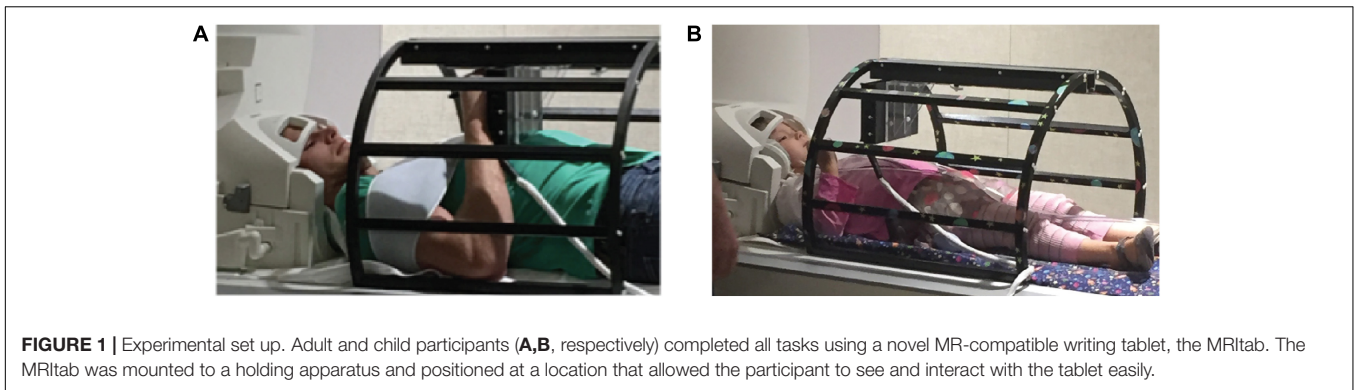 A
B
FIGURE 1 | Experimental set up. Adult and child participants (A,B, respectively) completed all tasks using a novel MR-compatible writing tablet, the MRItab. The
MRItab was mounted to a holding apparatus and positioned at a location that allowed the participant to see and interact with the tablet easily.